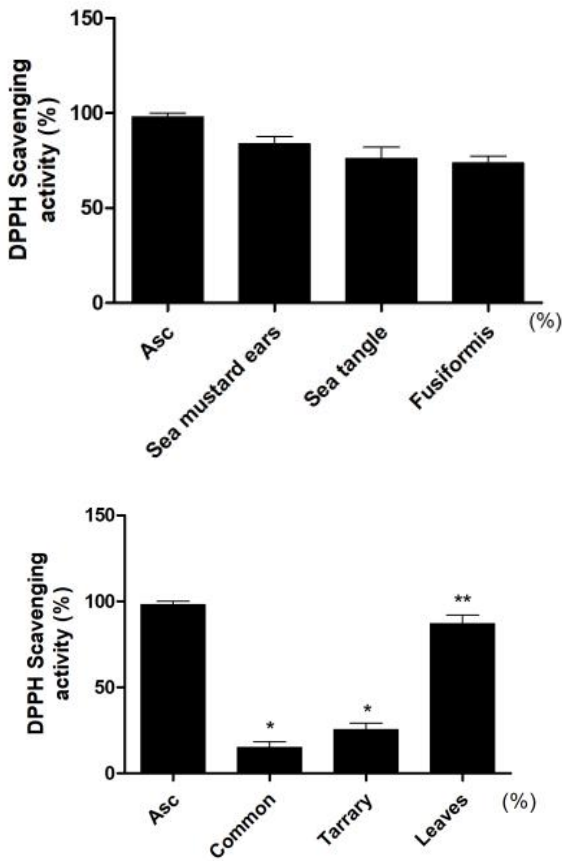 150
100
50
0
DPPH Scavenging
activity (%)
Asc
Sea mustard ears
Sea tangle
Fusiformis
(%)
150
100
50
0
DPPH Scavenging
activity (%)
*
*
**
Asc
Common
Tarrary
Leaves
(%)